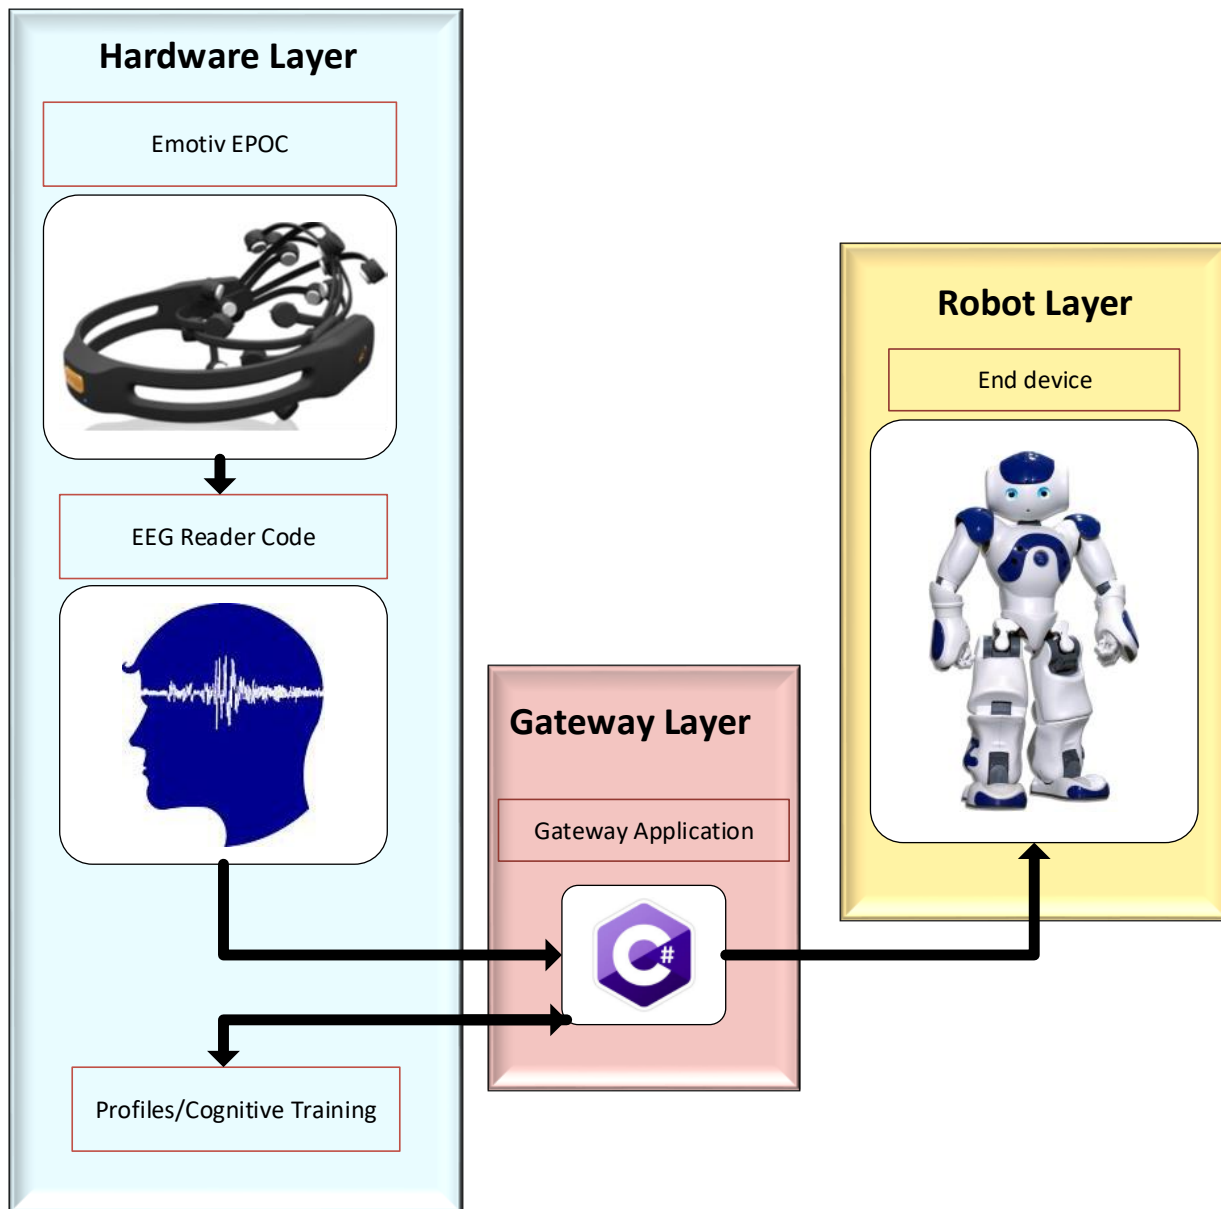 Hardware Layer
Emotiv EPOC
EEG Reader Code
Profiles/Cognitive Training
Gateway Layer
Gateway Application
C#
Robot Layer
End device